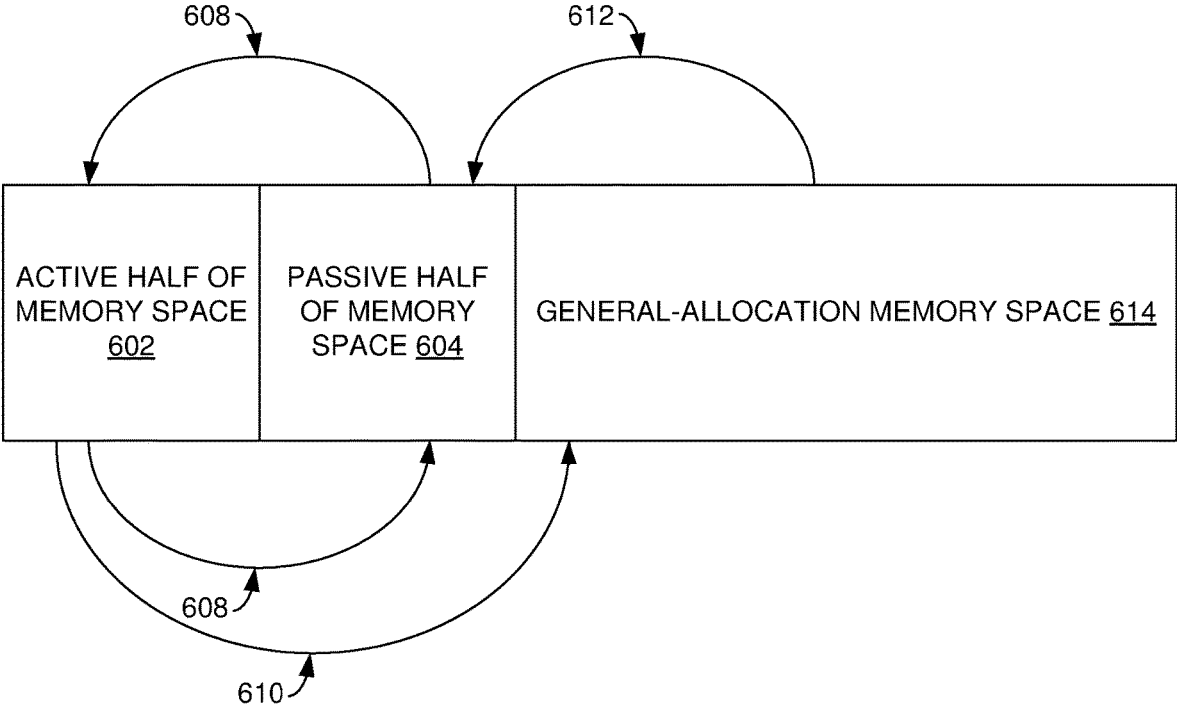 608
612
ACTIVE HALF OF
MEMORY SPACE
602
PASSIVE HALF
OF MEMORY
SPACE 604
GENERAL-ALLOCATION MEMORY SPACE 614
608
610